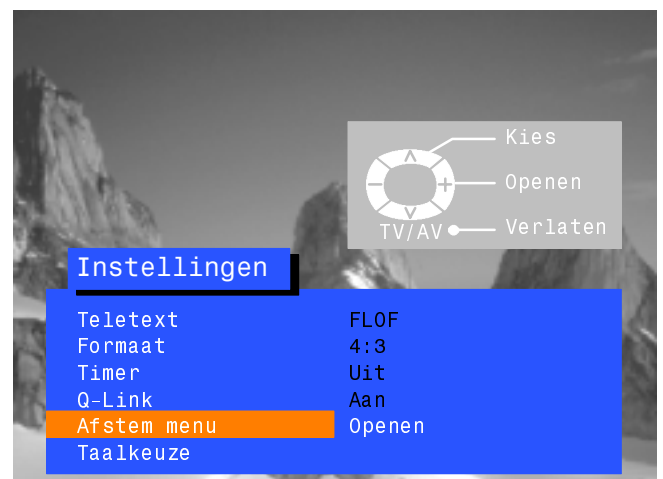 Kies
Openen
TV/AV Verlaten
Instellingen
Teletext FLOF
Formaat 4:3
Timer Uit
Q-Link Aan
Afstem menu Openen
Taalkeuze